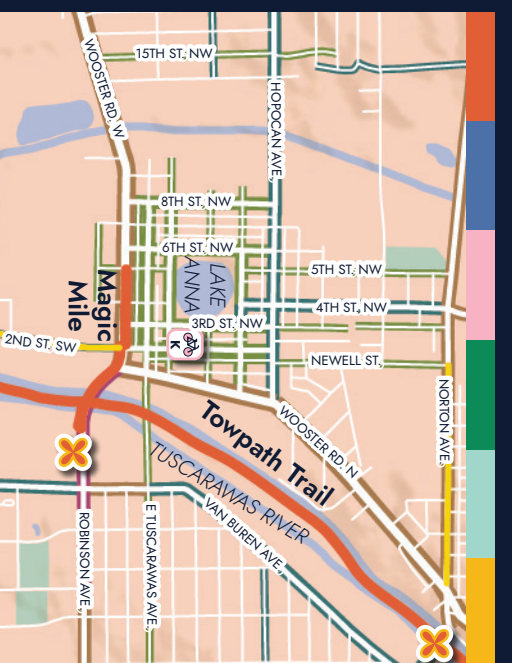 15TH ST, NW
WOOSTER RD. W
HOPOCAN AVE,
8TH ST, NW
6TH ST, NW
LAKE
ANNA
5TH ST, NW
4TH ST, NW
3RD ST, NW
Magic
Mile
2ND ST, SW
K
NEWELL ST,
NORTON AVE,
Towpath Trail
WOOSTER RD. N
TUSCARAWAS RIVER
VAN BUREN AVE,
ROBINSON AVE,
E TUSCARAWAS AVE,